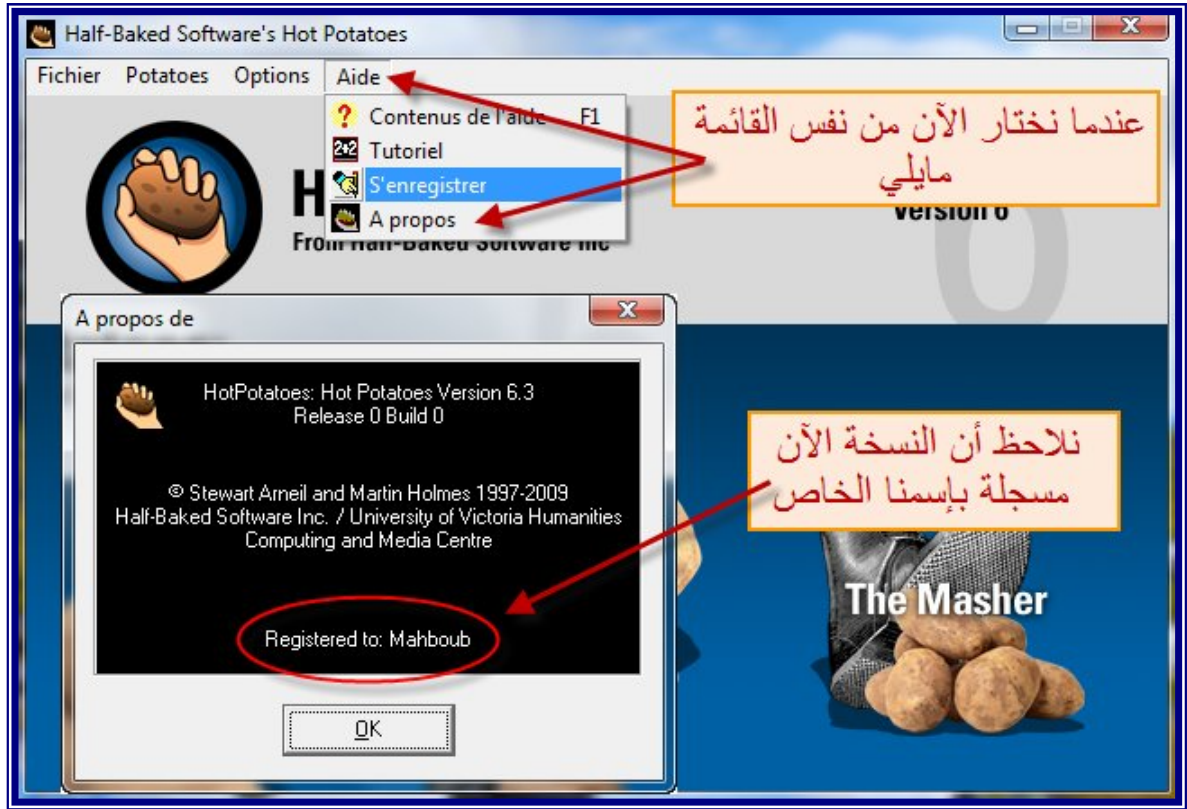 Half-Baked Software's Hot Potatoes
Fichier Potatoes Options Aide
? Contenus de l'aide F1
2+2 Tutoriel
S'enregistrer
A propos
عندما نختار الآن من نفس القائمة
مايلي
H
Version 6
From Half-Baked Software Inc
6
A propos de
HotPotatoes: Hot Potatoes Version 6.3
Release 0 Build 0
© Stewart Arneil and Martin Holmes 1997-2009
Half-Baked Software Inc. / University of Victoria Humanities
Computing and Media Centre
Registered to: Mahboub
OK
نلاحظ أن النسخة الآن
مسجلة بإسمنا الخاص
The Masher